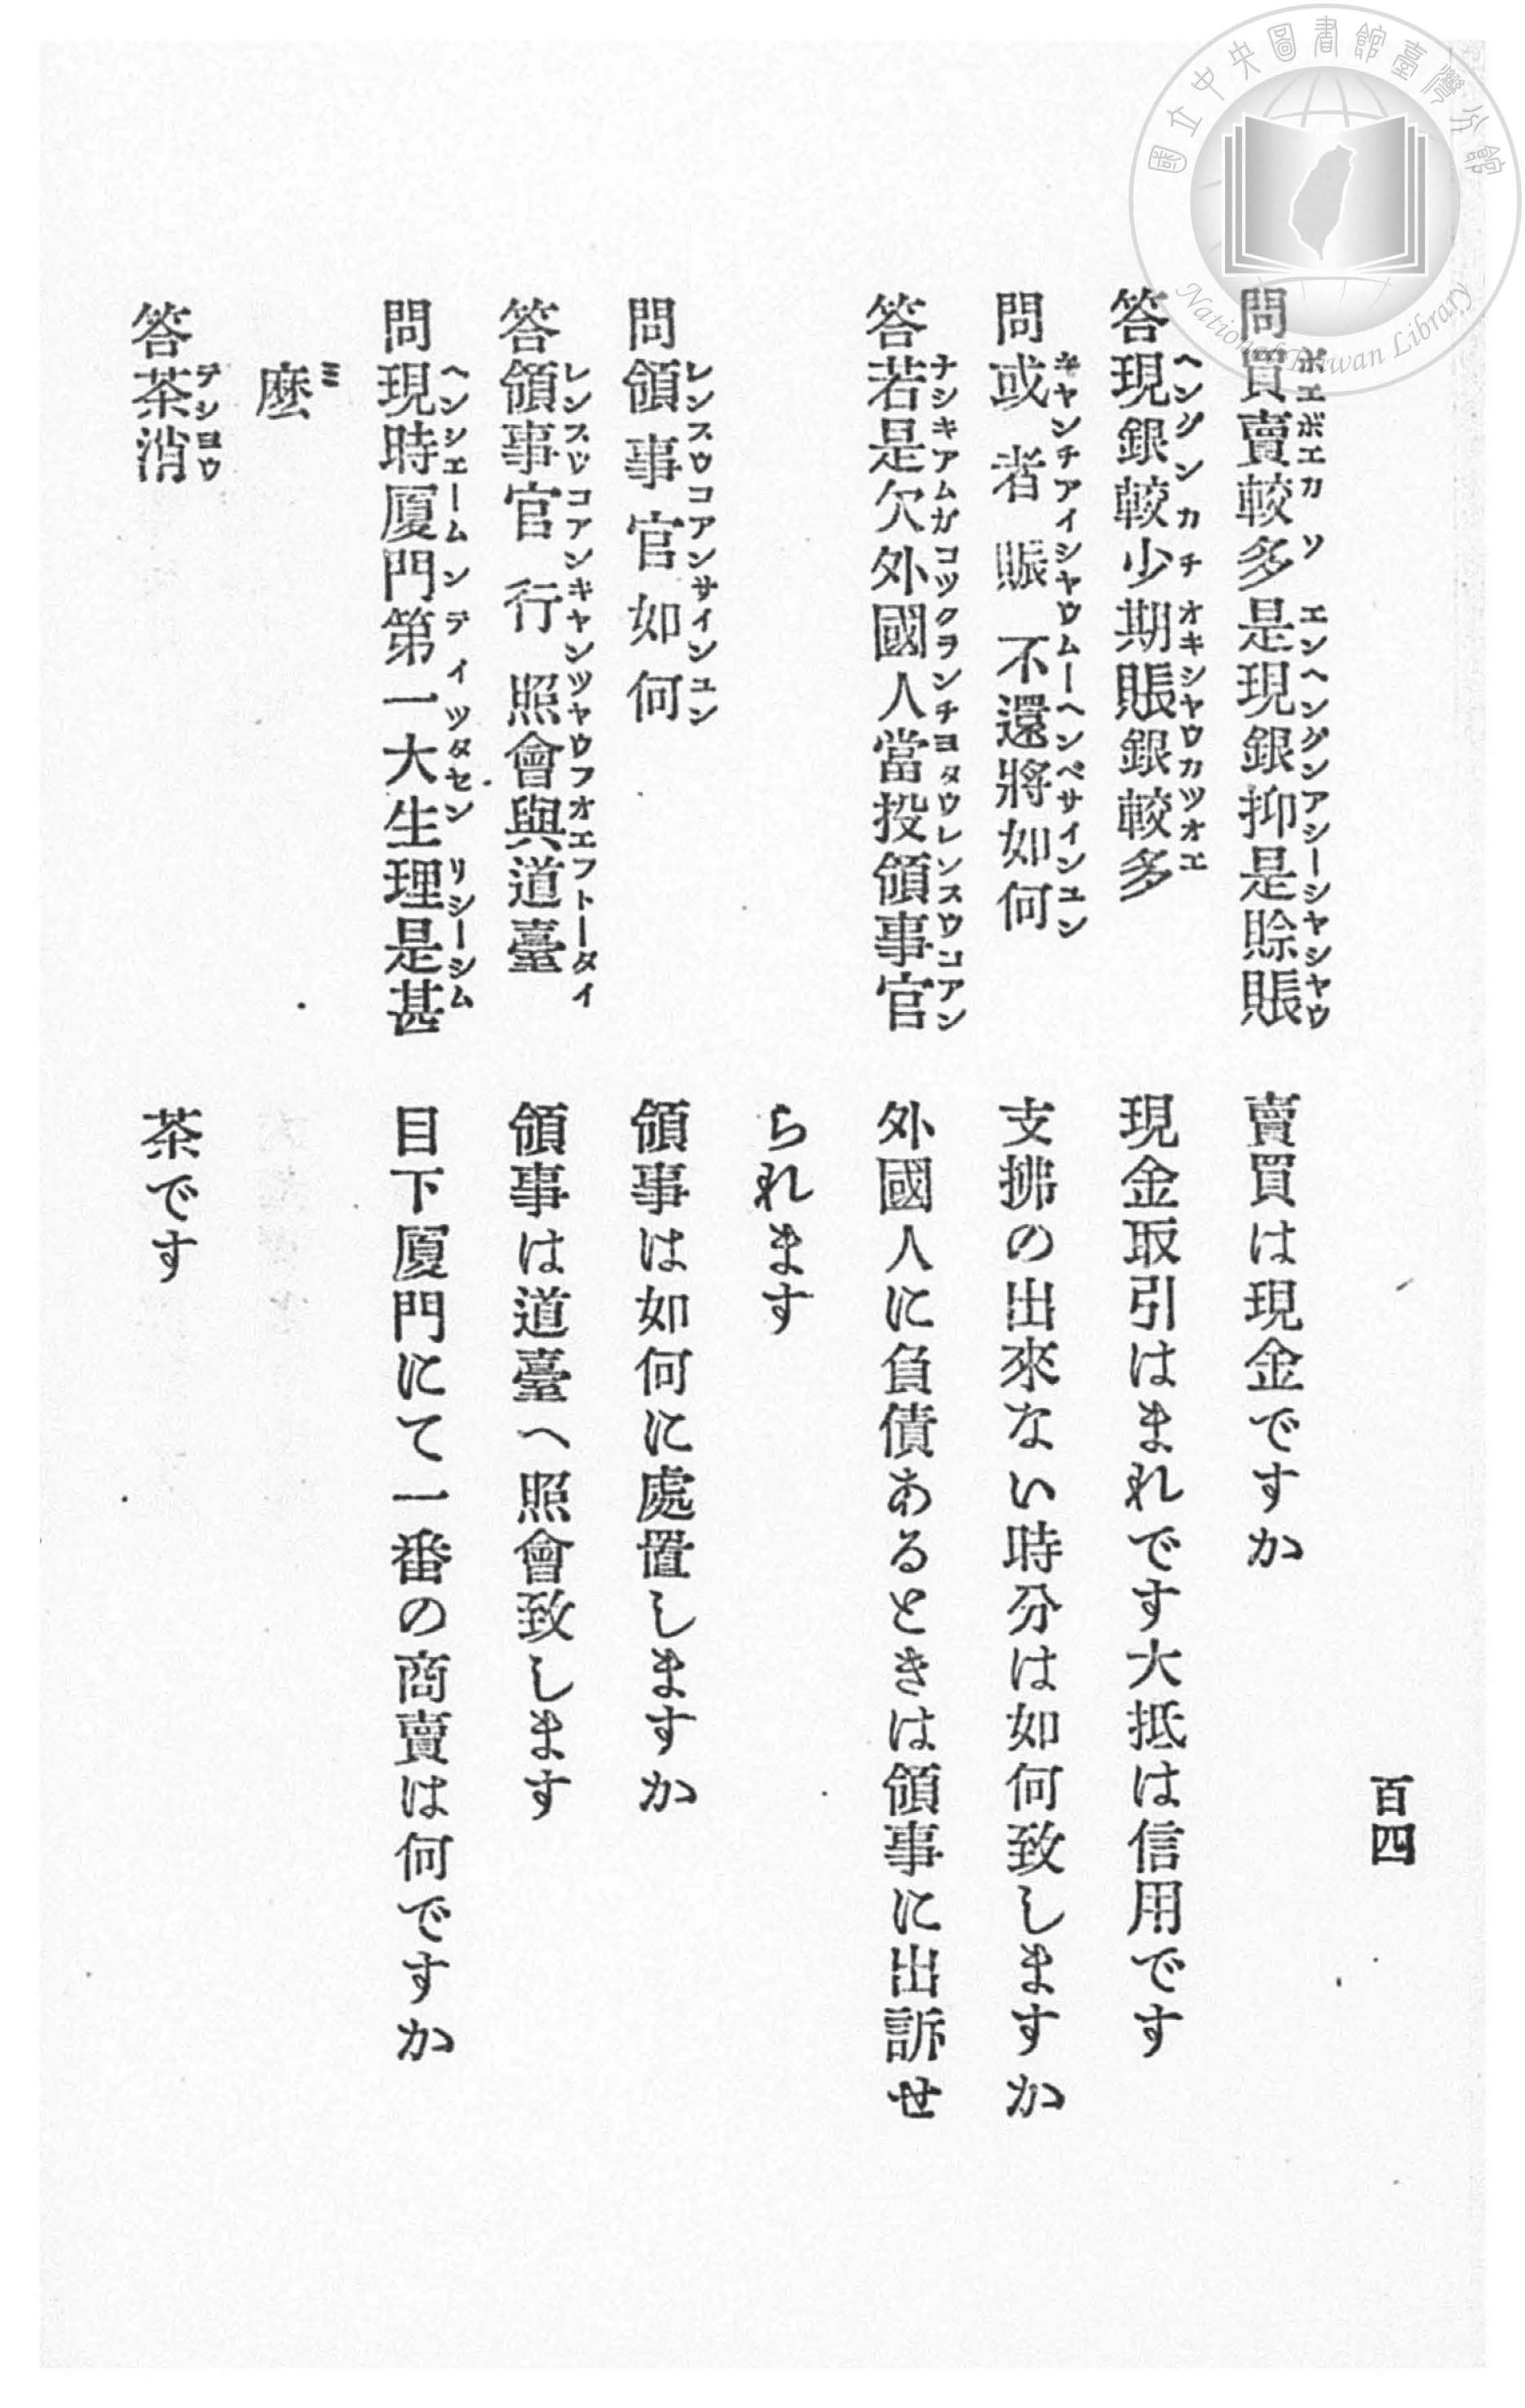 百四
問買賣較多是現銀抑是賖賬
ボエボエカソエンヘングンアシーシヤシヤウ
賣買は現金ですか
答現銀較少期賬銀較多
ヘングンカチオキシヤウカツオエ
現金取引はまれです大抵は信用です
問或者賬不還將如何
キヤンチアイシヤウムーヘンペサインユン
支拂の出來ない時分は如何致しますか
答若是欠外國人當投領事官
ナシキアムガコツクヲンチヨタウレンスウコアン
外國人に負債あるときは領事に出訴せ
られます
問領事官如何
レンスウコアンサインユン
領事は如何に處置しますか
答領事官行照會與道臺
レンスウコアンキヤンツヤウフオエフトータイ
領事は道臺へ照會致します
問現時厦門第一大生理是甚
ヘンシエームンテイツタセンリシーシム
目下厦門にて一番の商賣は何ですか
麼
ミ
答茶消
テシヨウ
茶です
國立中央圖書館臺灣分館
National Taiwan Library